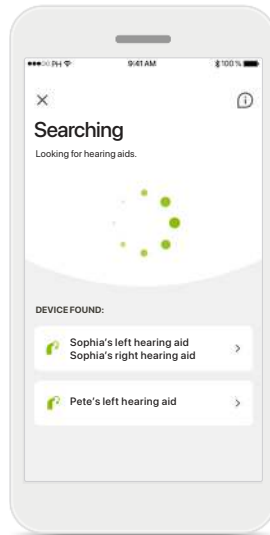 ●●●○○ PH 9:41 AM 100 %
Searching
Looking for hearing aids.
DEVICE FOUND:
Sophia's left hearing aid
Sophia's right hearing aid
Pete's left hearing aid